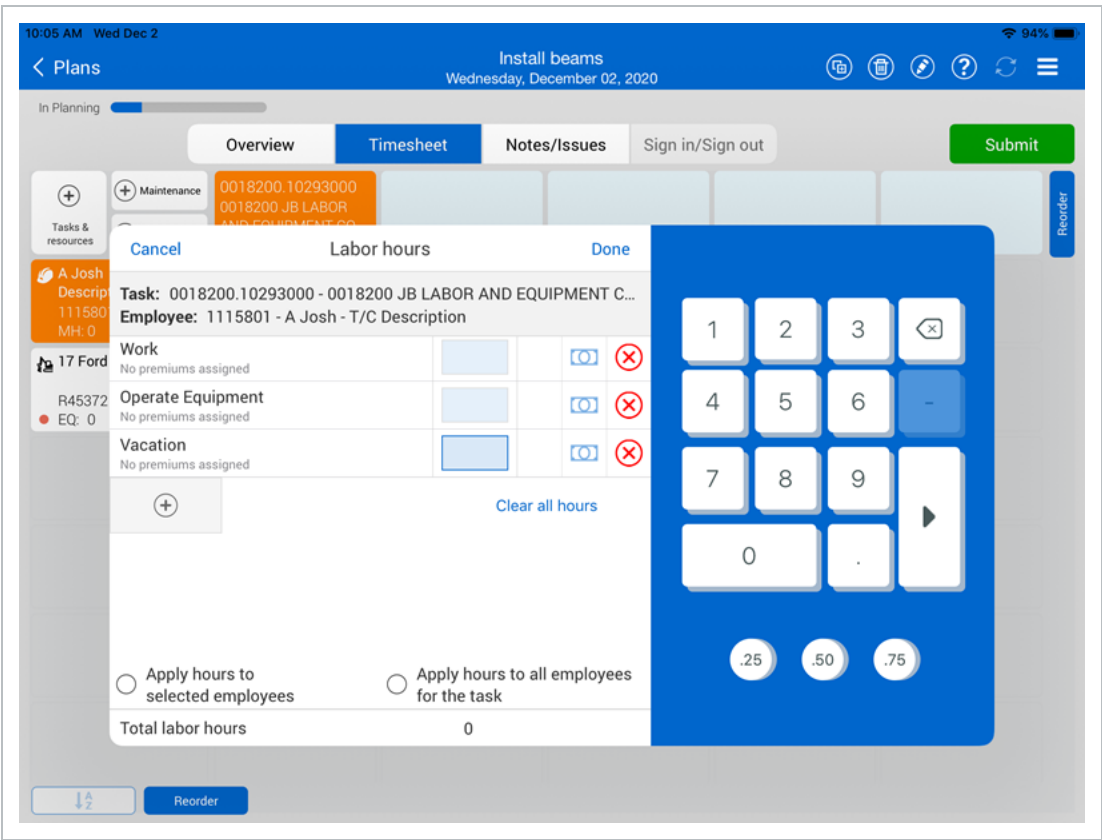 10:05 AM Wed Dec 2
94%
Plans
Install beams
Wednesday, December 02, 2020
In Planning
Overview
Timesheet
Notes/Issues
Sign in/Sign out
Submit
Tasks &
resources
Maintenance
0018200.10293000
0018200 JB LABOR
AND EQUIPMENT CO
Reorder
A Josh
Descrip
111580
MH: 0
17 Ford
R45372
EQ: 0
Cancel
Labor hours
Done
Task: 0018200.10293000 - 0018200 JB LABOR AND EQUIPMENT C...
Employee: 1115801 - A Josh - T/C Description
Work
No premiums assigned
Operate Equipment
No premiums assigned
Vacation
No premiums assigned
Clear all hours
Apply hours to
selected employees
Apply hours to all employees
for the task
Total labor hours 0
1 2 3
4 5 6 -
7 8 9
0 .
.25 .50 .75
A
Z
Reorder